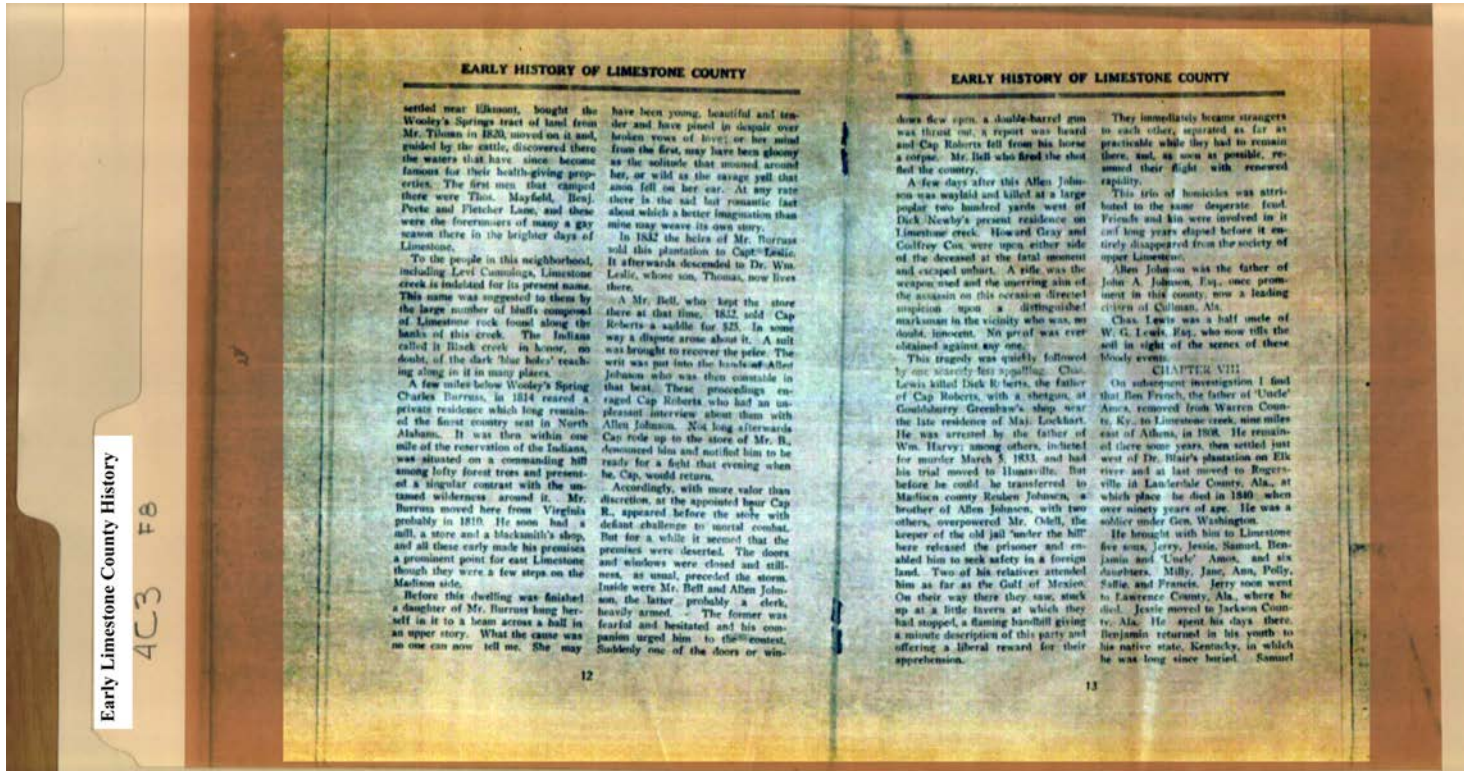 Early Limestone County History
4C3 F8
EARLY HISTORY OF LIMESTONE COUNTY
settled near Elkmont, bought the
Wooley's Springs tract of land from
Mr. Tilman in 1820, moved on it and,
guided by the cattle, discovered there
the waters that have since become
famous for their health-giving prop-
erties. The first men that camped
there were Thos. Mayfield, Benj.
Peete and Fletcher Lane, and these
were the forerunners of many a gay
season there in the brighter days of
Limestone.
To the people in this neighborhood,
including Levi Cummings, Limestone
creek is indebted for its present name.
This name was suggested to them by
the large number of bluffs composed
of Limestone rock found along the
banks of this creek. The Indians
called it Black creek in honor, no
doubt, of the dark 'blue holes' reach-
ing along in it in many places.
A few miles below Wooley's Spring
Charles Burruss, in 1814 reared a
private residence which long remain-
ed the finest country seat in North
Alabama. It was then within one
mile of the reservation of the Indians,
was situated on a commanding hill
among lofty forest trees and present-
ed a singular contrast with the un-
tamed wilderness around it. Mr.
Burruss moved here from Virginia
probably in 1810. He soon had a
mill, a store and a blacksmith's shop,
and all these early made his premises
a prominent point for east Limestone
though they were a few steps on the
Madison side.
Before this dwelling was finished
a daughter of Mr. Burruss hung her-
self in it to a beam across a hall in
an upper story. What the cause was
no one can now tell me. She may
have been young, beautiful and ten-
der and have pined in despair over
broken vows of love; or her mind
from the first, may have been gloomy
as the solitude that moaned around
her, or wild as the savage yell that
anon fell on her ear. At any rate
there is the sad but romantic fact
about which a better imagination than
mine may weave its own story.
In 1832 the heirs of Mr. Burruss
sold this plantation to Capt. Leslie.
It afterwards descended to Dr. Wm.
Leslie, whose son, Thomas, now lives
there.
A Mr. Bell, who kept the store
there at that time, 1832, sold Cap
Roberts a saddle for $25. In some
way a dispute arose about it. A suit
was brought to recover the price. The
writ was put into the hands of Allen
Johnson who was then constable in
that beat. These proceedings en-
raged Cap Roberts who had an un-
pleasant interview about them with
Allen Johnson. Not long afterwards
Cap rode up to the store of Mr. B.,
denounced him and notified him to be
ready for a fight that evening when
he, Cap, would return.
Accordingly, with more valor than
discretion, at the appointed hour Cap
R., appeared before the store with
defiant challenge to mortal combat.
But for a while it seemed that the
premises were deserted. The doors
and windows were closed and still-
ness, as usual, preceded the storm.
Inside were Mr. Bell and Allen John-
son, the latter probably a clerk,
heavily armed. The former was
fearful and hesitated and his com-
panion urged him to the contest.
Suddenly one of the doors or win-
12
EARLY HISTORY OF LIMESTONE COUNTY
dows flew open, a double-barrel gun
was thrust out, a report was heard
and Cap Roberts fell from his horse
a corpse. Mr. Bell who fired the shot
fled the country.
A few days after this Allen John-
son was waylaid and killed at a large
poplar two hundred yards west of
Dick Newby's present residence on
Limestone creek. Howard Gray and
Godfrey Cox were upon either side
of the deceased at the fatal moment
and escaped unhurt. A rifle was the
weapon used and the unerring aim of
the assassin on this occasion directed
suspicion upon a distinguished
marksman in the vicinity who was, no
doubt, innocent. No proof was ever
obtained against any one.
This tragedy was quickly followed
by one scarcely less appalling. Chas.
Lewis killed Dick Roberts, the father
of Cap Roberts, with a shotgun, at
Gouldsburry Greenhaw's shop near
the late residence of Maj. Lockhart.
He was arrested by the father of
Wm. Harvy; among others, indicted
for murder March 5, 1833, and had
his trial moved to Huntsville. But
before he could be transferred to
Madison county Reuben Johnson, a
brother of Allen Johnson, with two
others, overpowered Mr. Odell, the
keeper of the old jail 'under the hill'
here released the prisoner and en-
abled him to seek safety in a foreign
land. Two of his relatives attended
him as far as the Gulf of Mexico.
On their way there they saw, stuck
up at a little tavern at which they
had stopped, a flaming handbill giving
a minute description of this party and
offering a liberal reward for their
apprehension.
They immediately became strangers
to each other, separated as far as
practicable while they had to remain
there, and, as soon as possible, re-
sumed their flight with renewed
rapidity.
This trio of homicides was attri-
buted to the same desperate feud.
Friends and kin were involved in it
and long years elapsed before it en-
tirely disappeared from the society of
upper Limestone.
Allen Johnson was the father of
John A. Johnson, Esq., once prom-
inent in this county, now a leading
citizen of Cullman, Ala.
Chas. Lewis was a half uncle of
W. G. Lewis, Esq., who now tills the
soil in sight of the scenes of these
bloody events.
CHAPTER VIII
On subsequent investigation I find
that Ben French, the father of 'Uncle'
Amos, removed from Warren Coun-
ty, Ky., to Limestone creek, nine miles
east of Athens, in 1808. He remain-
ed there some years, then settled just
west of Dr. Blair's plantation on Elk
river and at last moved to Rogers-
ville in Lauderdale County, Ala., at
which place he died in 1840 when
over ninety years of age. He was a
soldier under Gen. Washington.
He brought with him to Limestone
five sons, Jerry, Jessie, Samuel, Ben-
jamin and 'Uncle' Amos, and six
daughters, Milly, Jane, Ann, Polly,
Sallie, and Francis. Jerry soon went
to Lawrence County, Ala., where he
died. Jessie moved to Jackson Coun-
ty, Ala. He spent his days there.
Benjamin returned in his youth to
his native state, Kentucky, in which
he was long since buried. Samuel
13